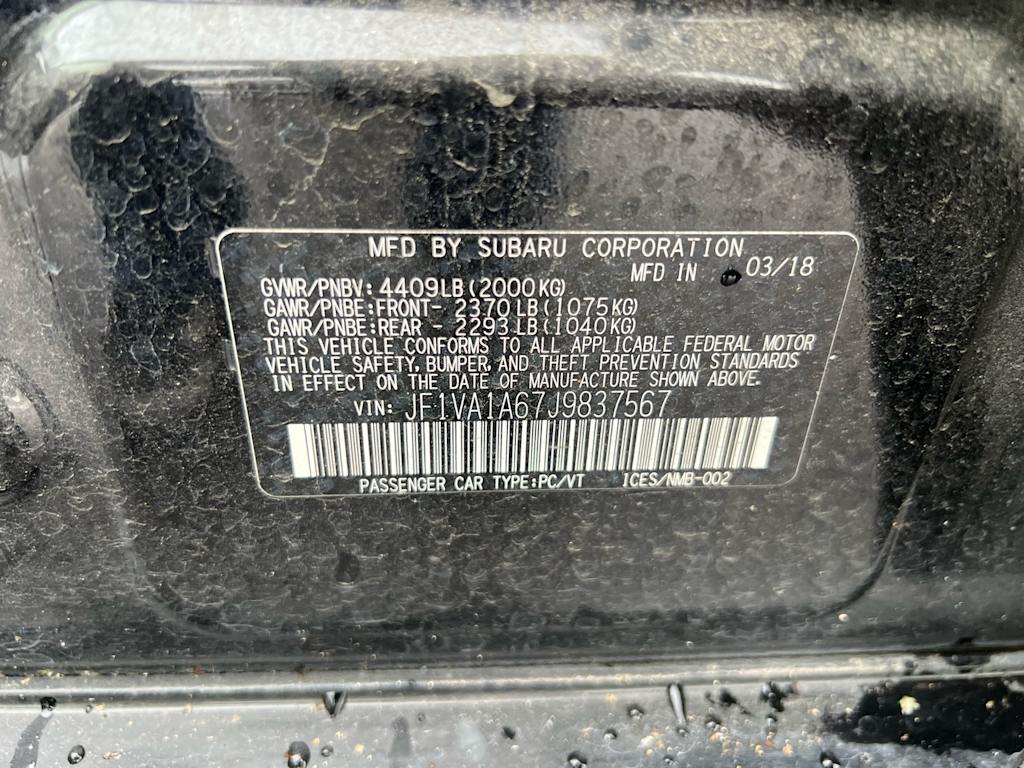 MFD BY SUBARU CORPORATION
MFD IN 03/18
GVWR/PNBV: 4409LB(2000KG)
GAWR/PNBE:FRONT- 2370LB(1075KG)
GAWR/PNBE:REAR - 2293LB(1040KG)
THIS VEHICLE CONFORMS TO ALL APPLICABLE FEDERAL MOTOR
VEHICLE SAFETY, BUMPER, AND THEFT PREVENTION STANDARDS
IN EFFECT ON THE DATE OF MANUFACTURE SHOWN ABOVE.
VIN: JF1VA1A67J9837567
PASSENGER CAR TYPE:PC/VT ICES/NMB-002